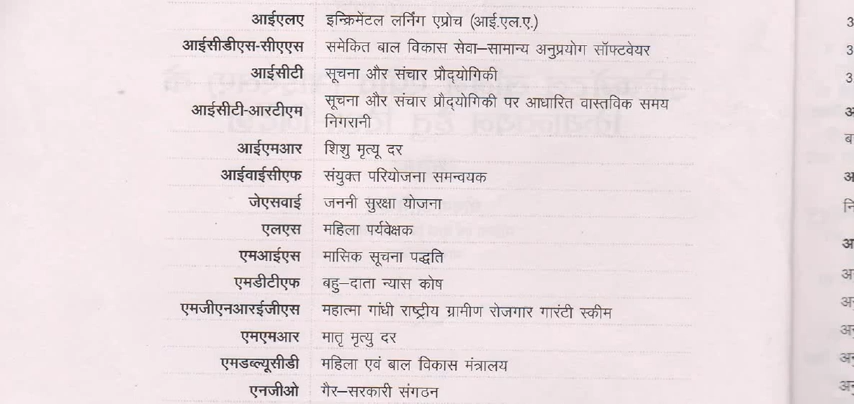 आईएलए इन्क्रिमेंटल लर्निंग एप्रोच (आई.एल.ए.)
आईसीडीएस-सीएएस समेकित बाल विकास सेवा–सामान्य अनुप्रयोग सॉफ्टवेयर
आईसीटी सूचना और संचार प्रौद्योगिकी
आईसीटी-आरटीएम सूचना और संचार प्रौद्योगिकी पर आधारित वास्तविक समय
निगरानी
आईएमआर शिशु मृत्यू दर
आईवाईसीएफ संयुक्त परियोजना समन्वयक
जेएसवाई जननी सुरक्षा योजना
एलएस महिला पर्यवेक्षक
एमआईएस मासिक सूचना पद्धति
एमडीटीएफ बहु–दाता न्यास कोष
एमजीएनआरईजीएस महात्मा गांधी राष्ट्रीय ग्रामीण रोजगार गारंटी स्कीम
एमएमआर मातृ मृत्यु दर
एमडब्ल्यूसीडी महिला एवं बाल विकास मंत्रालय
एनजीओ गैर–सरकारी संगठन